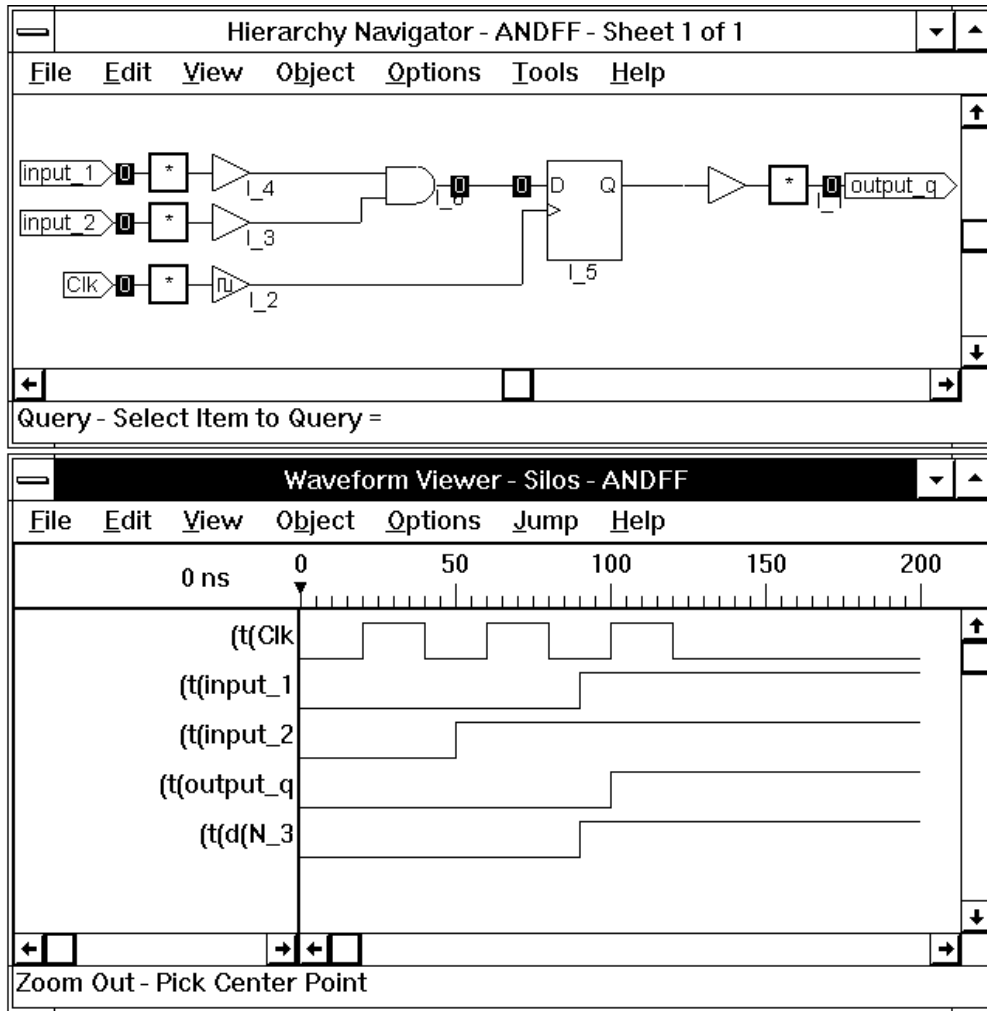 Hierarchy Navigator - ANDFF - Sheet 1 of 1
File Edit View Object Options Tools Help
input_1 0 * I_4 0 0 D Q * 0 output_q
I_6 I_1
input_2 0 * I_3
Clk 0 * I_2 I_5
Query - Select Item to Query =
Waveform Viewer - Silos - ANDFF
File Edit View Object Options Jump Help
0 ns 0 50 100 150 200
(t(Clk
(t(input_1
(t(input_2
(t(output_q
(t(d(N_3
Zoom Out - Pick Center Point